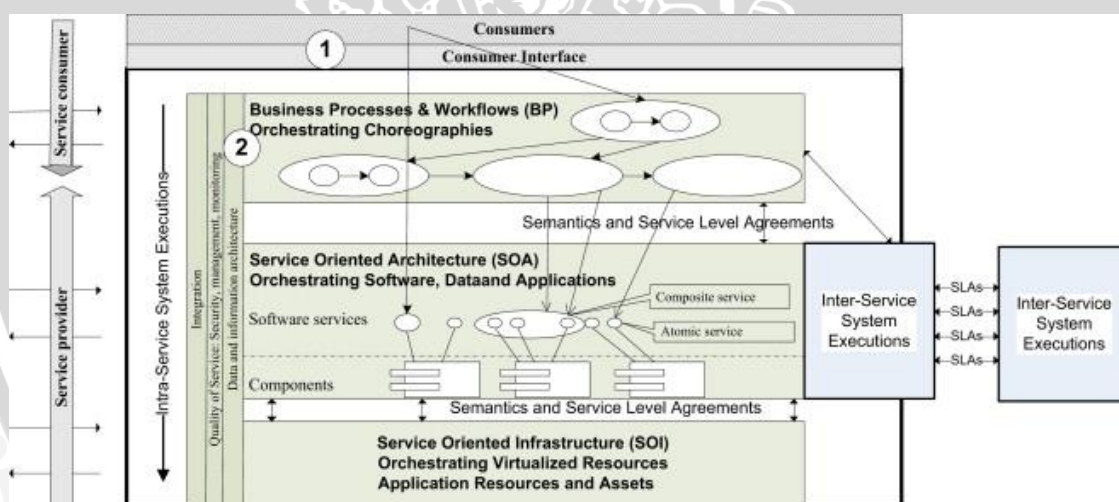 Consumers
1
Consumer Interface
Service consumer
Service provider
Intra-Service System Executions
Integration
Quality of Service: Security, management, monitoring
Data and information architecture
2
Business Processes & Workflows (BP)
Orchestrating Choreographies
Semantics and Service Level Agreements
Service Oriented Architecture (SOA)
Orchestrating Software, Dataand Applications
Software services
Composite service
Atomic service
Components
Semantics and Service Level Agreements
Service Oriented Infrastructure (SOI)
Orchestrating Virtualized Resources
Application Resources and Assets
Inter-Service
System
Executions
SLAs
SLAs
SLAs
SLAs
Inter-Service
System
Executions